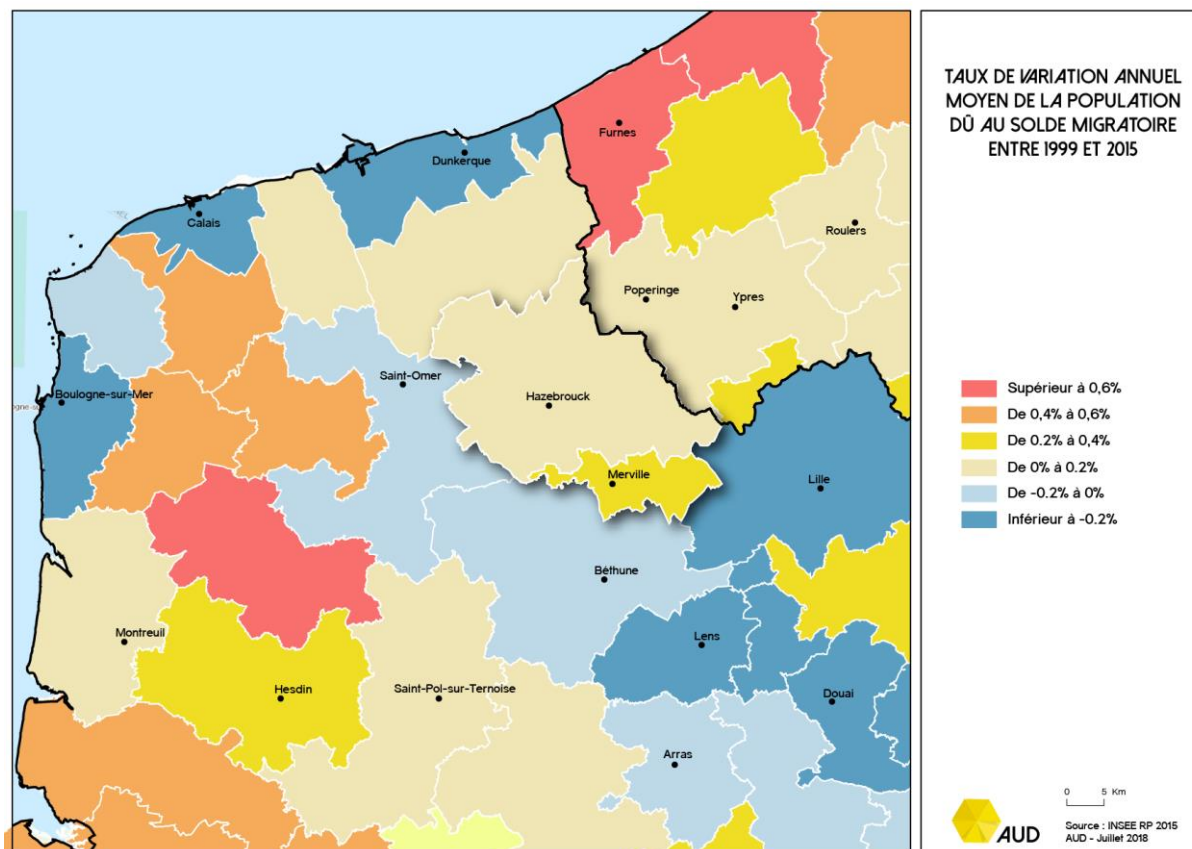 TAUX DE VARIATION ANNUEL
MOYEN DE LA POPULATION
DÛ AU SOLDE MIGRATOIRE
ENTRE 1999 ET 2015
Furnes
Dunkerque
Calais
Roulers
Poperinge
Ypres
Saint-Omer
Boulogne-sur-Mer
Hazebrouck
Merville
Lille
Béthune
Montreuil
Lens
Hesdin
Saint-Pol-sur-Ternoise
Douai
Arras
Supérieur à 0,6%
De 0,4% à 0,6%
De 0.2% à 0,4%
De 0% à 0.2%
De -0.2% à 0%
Inférieur à -0.2%
0 5 Km
AUD
Source : INSEE RP 2015
AUD - Juillet 2018